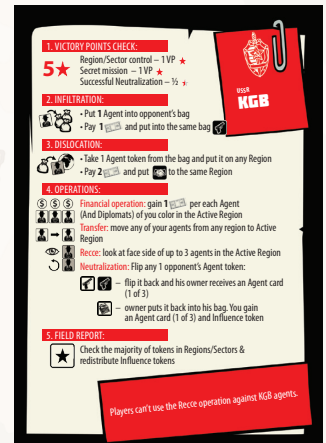 1. VICTORY POINTS CHECK:
5★
Region/Sector control – 1 VP ★
Secret mission – 1 VP ★
Successful Neutralization – ½ ★
USSR
KGB
2. INFILTRATION:
• Put 1 Agent into opponent's bag
• Pay 1 and put into the same bag
3. DISLOCATION:
• Take 1 Agent token from the bag and put it on any Region
• Pay 2 and put to the same Region
4. OPERATIONS:
$ $ $
Financial operation: gain 1 per each Agent
(And Diplomats) of you color in the Active Region
Transfer: move any of your agents from any region to Active
Region
Recce: look at face side of up to 3 agents in the Active Region
Neutralization: Flip any 1 opponent's Agent token:
– flip it back and his owner receives an Agent card
(1 of 3)
– owner puts it back into his bag. You gain
an Agent card (1 of 3) and Influence token
5. FIELD REPORT:
Check the majority of tokens in Regions/Sectors &
redistribute Influence tokens
Players can't use the Recce operation against KGB agents.